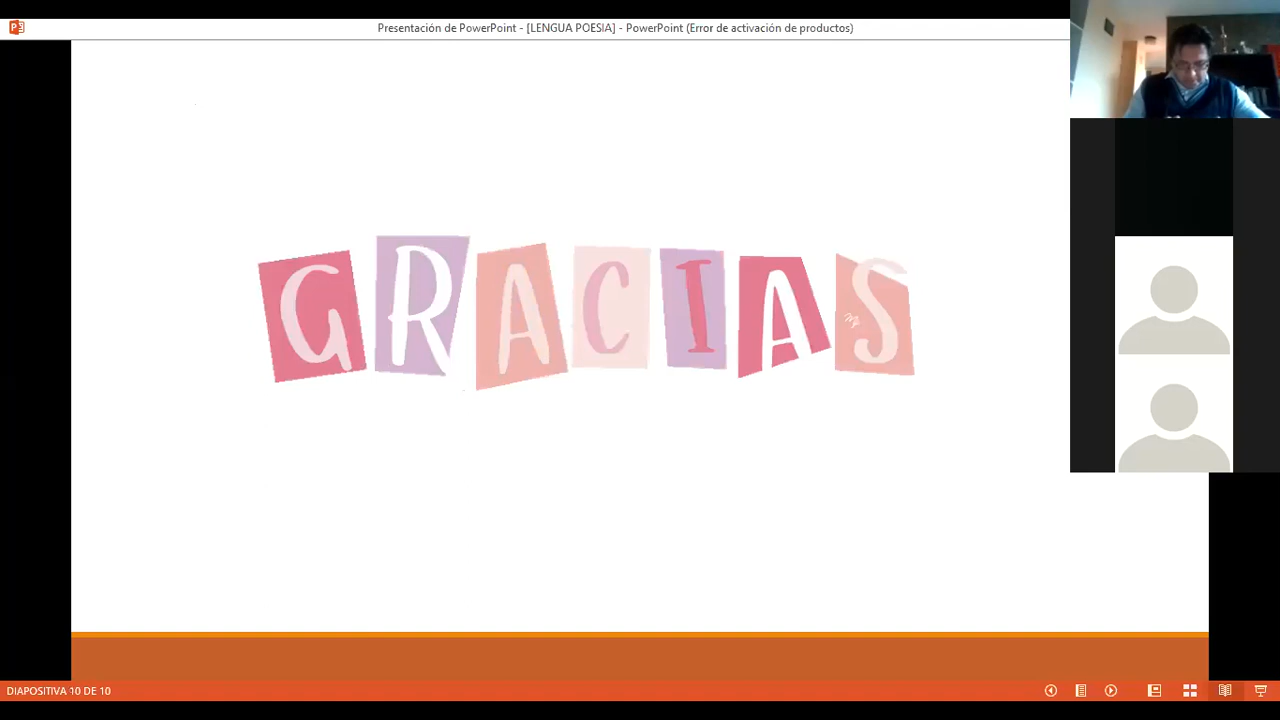 Presentación de PowerPoint - [LENGUA POESIA] - PowerPoint (Error de activación de productos)
GRACIAS
DIAPOSITIVA 10 DE 10